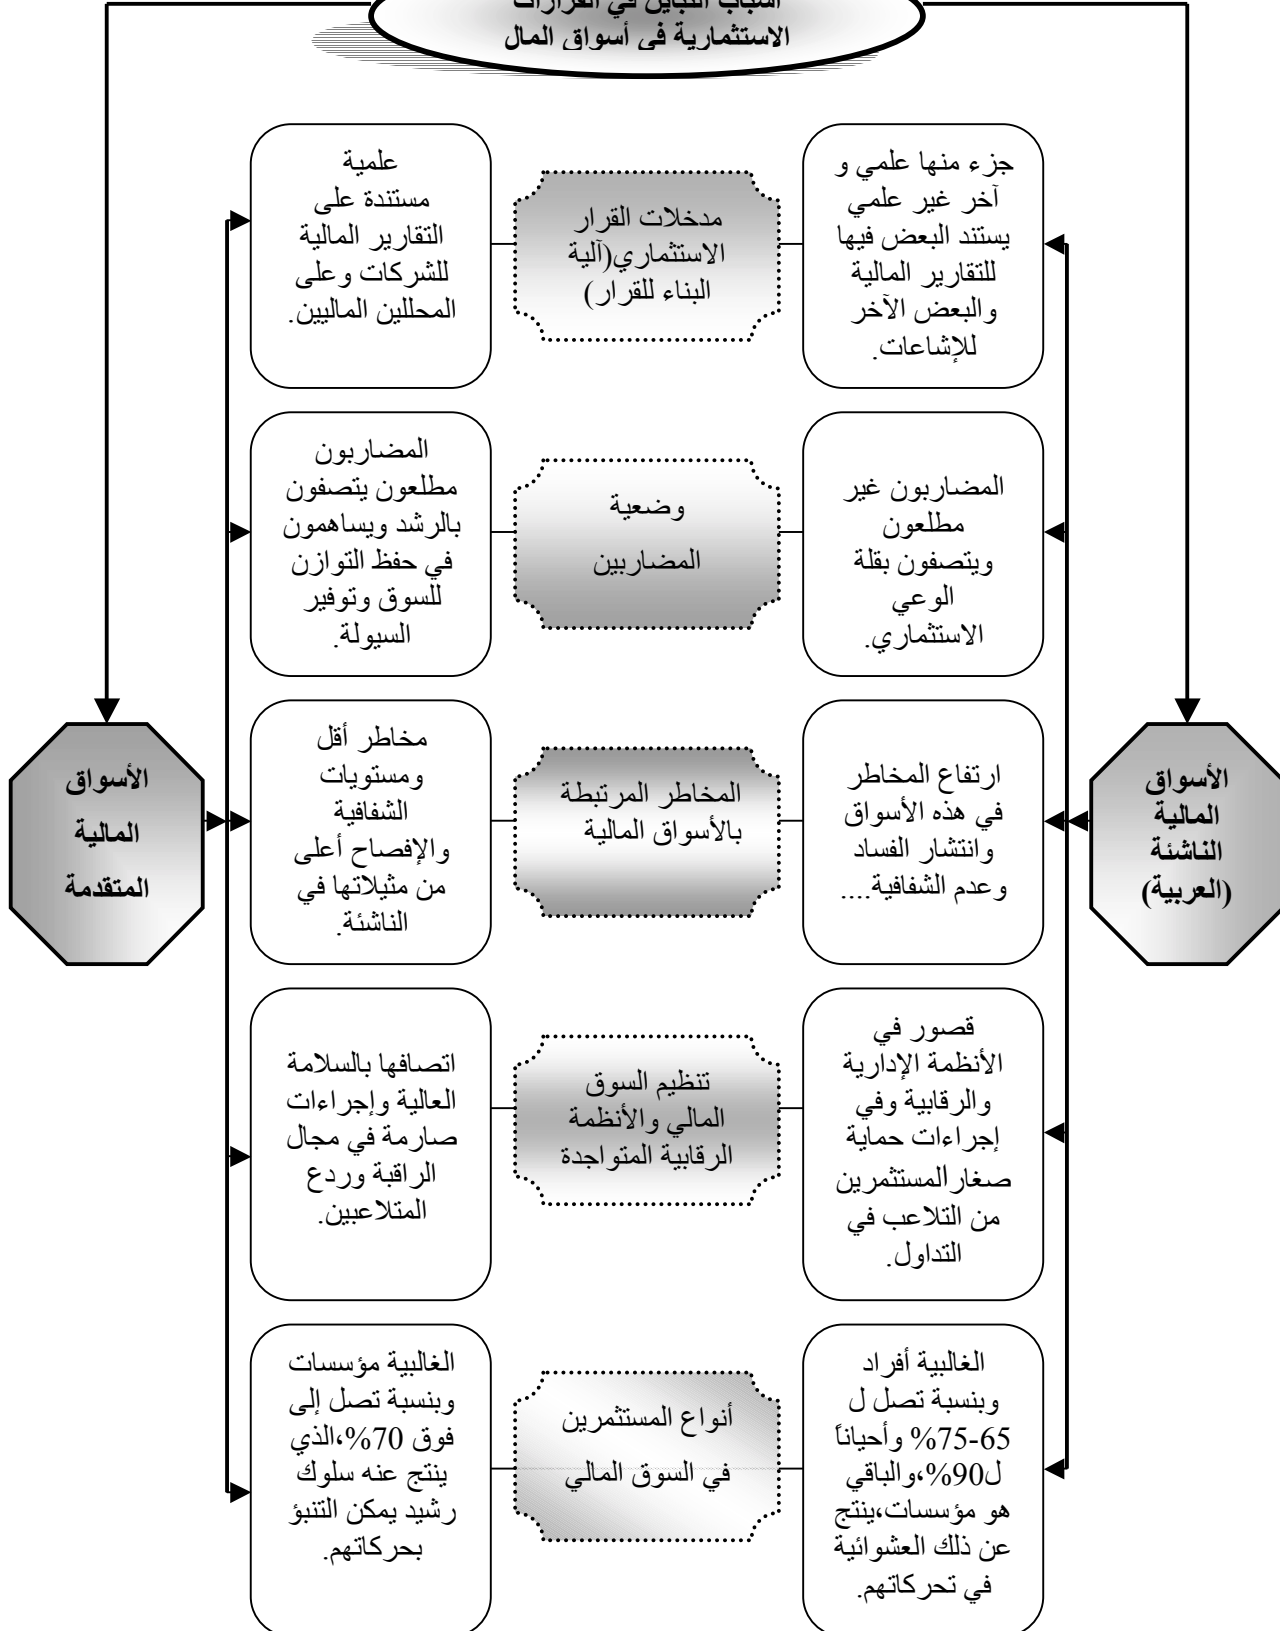 أسباب التباين في القرارات
الاستثمارية في أسواق المال
جزء منها علمي و
آخر غير علمي
يستند البعض فيها
للتقارير المالية
والبعض الآخر
للإشاعات.
مدخلات القرار
الاستثماري(آلية
البناء للقرار)
علمية
مستندة على
التقارير المالية
للشركات وعلى
المحللين الماليين.
المضاربون غير
مطلعون
ويتصفون بقلة
الوعي
الاستثماري.
وضعية
المضاربين
المضاربون
مطلعون يتصفون
بالرشد ويساهمون
في حفظ التوازن
للسوق وتوفير
السيولة.
الأسواق
المالية
الناشئة
(العربية)
ارتفاع المخاطر
في هذه الأسواق
وانتشار الفساد
وعدم الشفافية....
المخاطر المرتبطة
بالأسواق المالية
مخاطر أقل
ومستويات
الشفافية
والإفصاح أعلى
من مثيلاتها في
الناشئة.
الأسواق
المالية
المتقدمة
قصور في
الأنظمة الإدارية
والرقابية وفي
إجراءات حماية
صغارالمستثمرين
من التلاعب في
التداول.
تنظيم السوق
المالي والأنظمة
الرقابية المتواجدة
اتصافها بالسلامة
العالية وإجراءات
صارمة في مجال
الراقبة وردع
المتلاعبين.
الغالبية أفراد
وبنسبة تصل ل
65-75% وأحياناً
ل90%،والباقي
هو مؤسسات،ينتج
عن ذلك العشوائية
في تحركاتهم.
أنواع المستثمرين
في السوق المالي
الغالبية مؤسسات
وبنسبة تصل إلى
فوق 70%،الذي
ينتج عنه سلوك
رشيد يمكن التنبؤ
بحركاتهم.